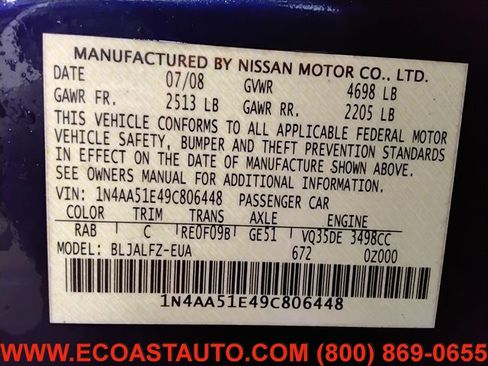 MANUFACTURED BY NISSAN MOTOR CO., LTD.
DATE 07/08 GVWR 4698 LB
GAWR FR. 2513 LB GAWR RR. 2205 LB
THIS VEHICLE CONFORMS TO ALL APPLICABLE FEDERAL MOTOR
VEHICLE SAFETY, BUMPER AND THEFT PREVENTION STANDARDS
IN EFFECT ON THE DATE OF MANUFACTURE SHOWN ABOVE.
SEE OWNERS MANUAL FOR ADDITIONAL INFORMATION.
VIN: 1N4AA51E49C806448 PASSENGER CAR
COLOR TRIM TRANS AXLE ENGINE
RAB C RE0F09B GE51 VQ35DE 3498CC
MODEL: BLJALFZ-EUA 672 0Z000
1N4AA51E49C806448
WWW.ECOASTAUTO.COM (800) 869-0655